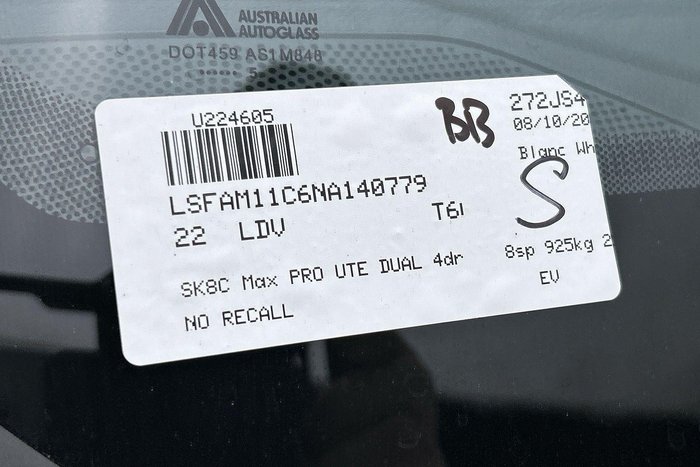 AUSTRALIAN
AUTOGLASS
DOT459 AS1 M848
U224605
BB
272JS4
08/10/20
Blanc Wh
LSFAM11C6NA140779
S
22 LDV
T6
8sp 925kg 2
SK8C Max PRO UTE DUAL 4dr
EV
NO RECALL